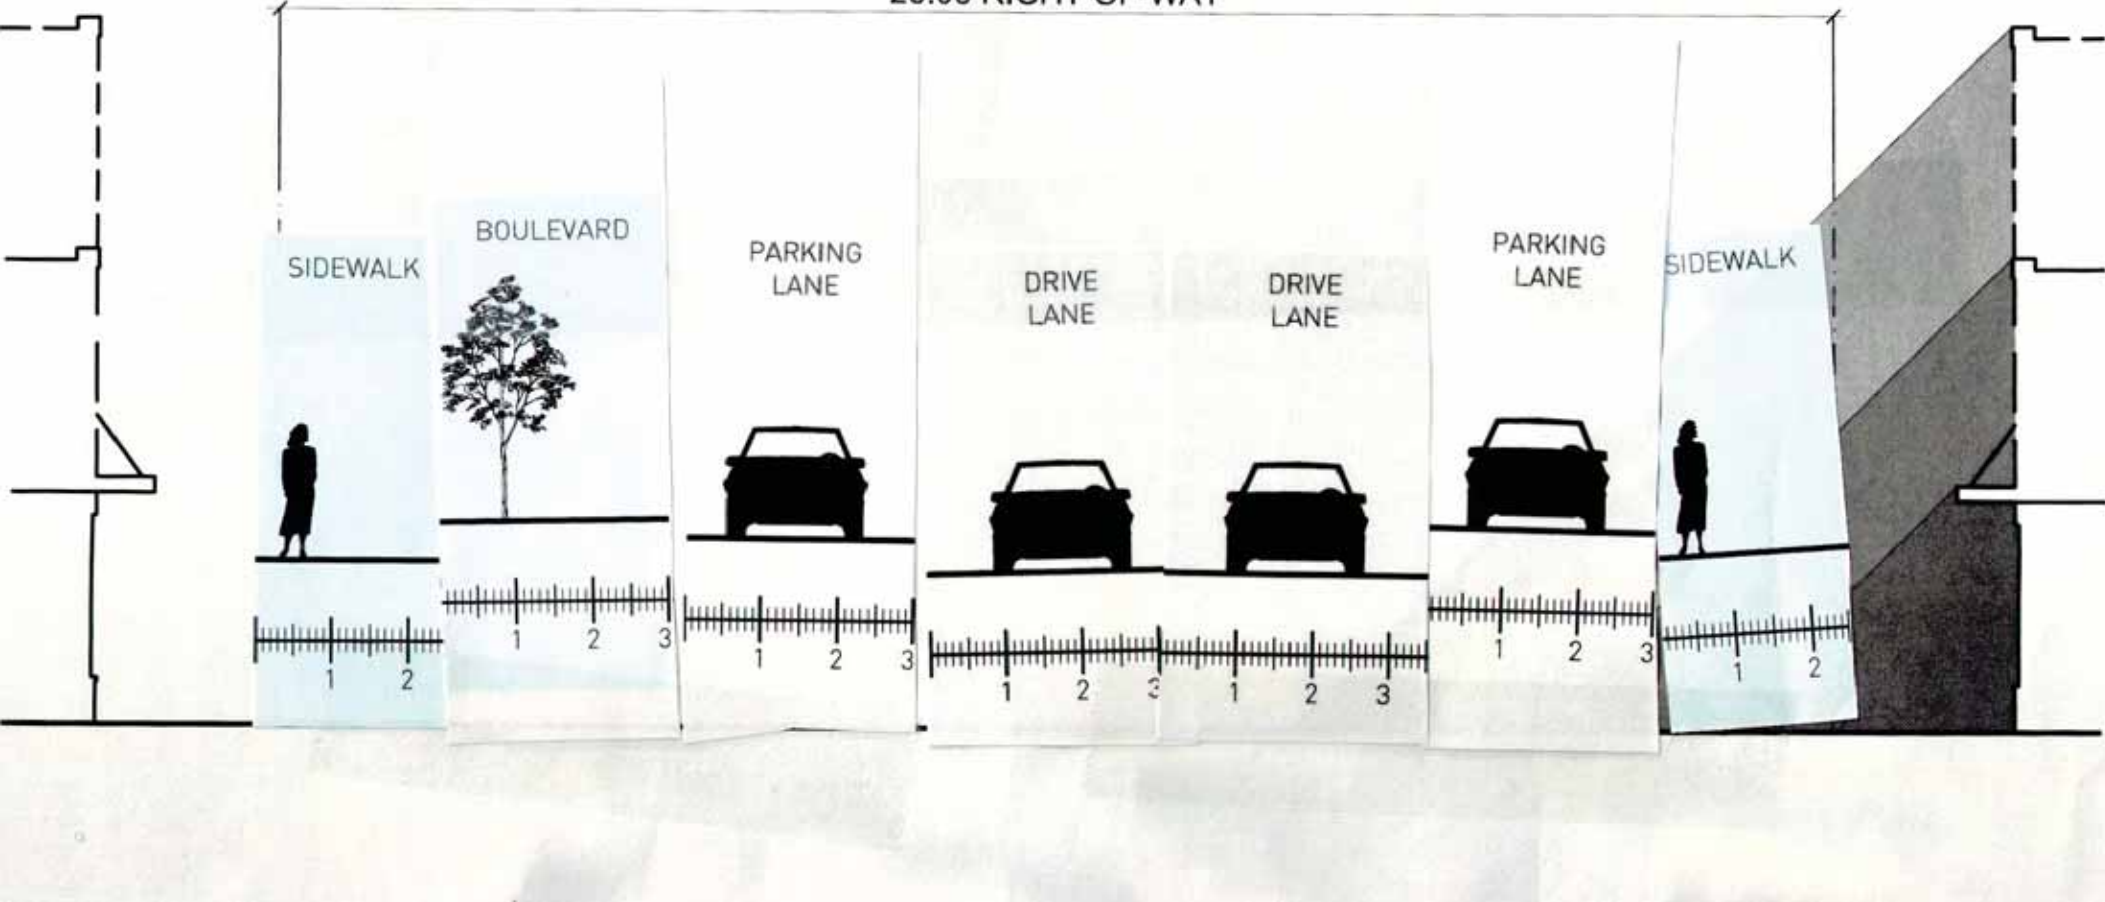 RIGHT OF WAY
SIDEWALK
BOULEVARD
PARKING
LANE
DRIVE
LANE
DRIVE
LANE
PARKING
LANE
SIDEWALK
1 2
1 2 3
1 2 3
1 2 3
1 2 3
1 2 3
1 2